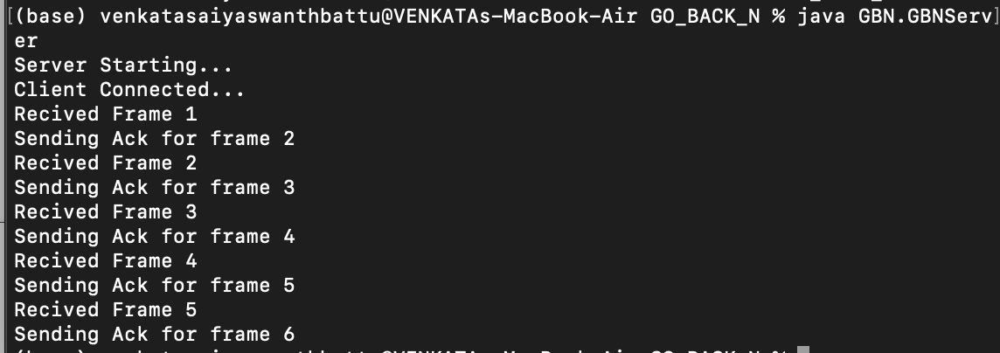 [(base) venkatasaiyaswanthbattu@VENKATAs-MacBook-Air GO_BACK_N % java GBN.GBNServ]
er
Server Starting...
Client Connected...
Recived Frame 1
Sending Ack for frame 2
Recived Frame 2
Sending Ack for frame 3
Recived Frame 3
Sending Ack for frame 4
Recived Frame 4
Sending Ack for frame 5
Recived Frame 5
Sending Ack for frame 6